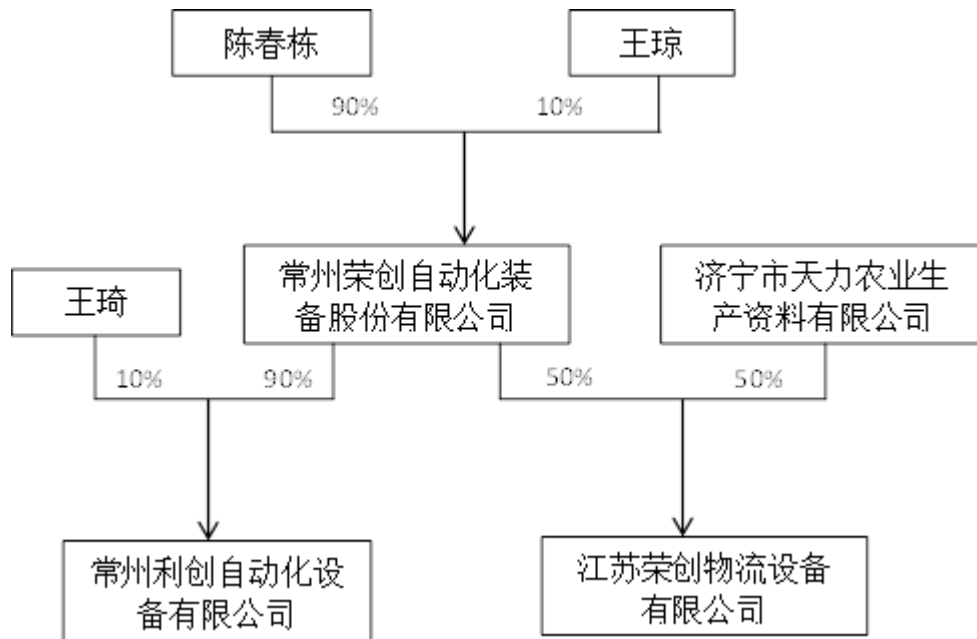 陈春栋
王琼
90%
10%
常州荣创自动化装
备股份有限公司
济宁市天力农业生
产资料有限公司
王琦
10%
90%
50%
50%
常州利创自动化设
备有限公司
江苏荣创物流设备
有限公司